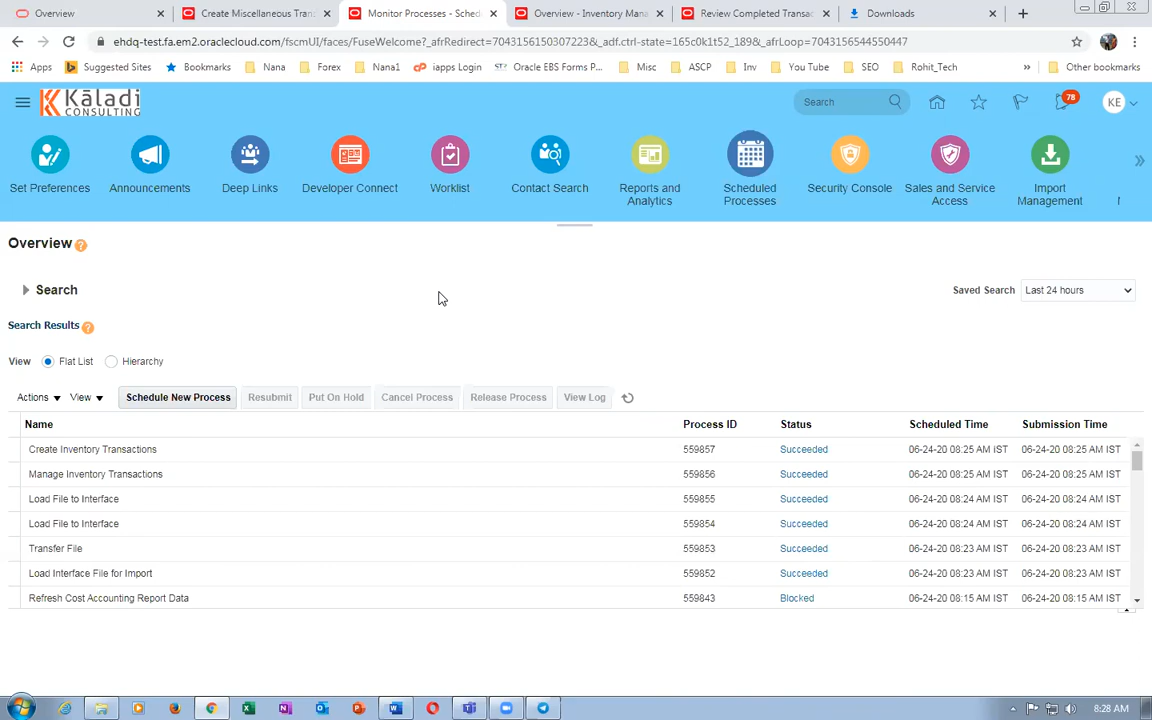 Overview
Create Miscellaneous Tran:
Monitor Processes - Sched
Overview - Inventory Mana
Review Completed Transac
Downloads
ehdq-test.fa.em2.oraclecloud.com/fscmUI/faces/FuseWelcome?_afrRedirect=7043156150307223&_adf.ctrl-state=165c0k1t52_189&_afrLoop=7043156544550447
Apps
Suggested Sites
Bookmarks
Nana
Forex
Nana1
iapps Login
Oracle EBS Forms P...
Misc
ASCP
Inv
You Tube
SEO
Rohit_Tech
»
Other bookmarks
Kāladi
CONSULTING
Search
78
KE
Set Preferences
Announcements
Deep Links
Developer Connect
Worklist
Contact Search
Reports and
Analytics
Scheduled
Processes
Security Console
Sales and Service
Access
Import
Management
Overview
Search
Saved Search Last 24 hours
Search Results
View Flat List Hierarchy
Actions View Schedule New Process Resubmit Put On Hold Cancel Process Release Process View Log
Name Process ID Status Scheduled Time Submission Time
Create Inventory Transactions 559857 Succeeded 06-24-20 08:25 AM IST 06-24-20 08:25 AM IST
Manage Inventory Transactions 559856 Succeeded 06-24-20 08:25 AM IST 06-24-20 08:25 AM IST
Load File to Interface 559855 Succeeded 06-24-20 08:24 AM IST 06-24-20 08:24 AM IST
Load File to Interface 559854 Succeeded 06-24-20 08:24 AM IST 06-24-20 08:24 AM IST
Transfer File 559853 Succeeded 06-24-20 08:23 AM IST 06-24-20 08:23 AM IST
Load Interface File for Import 559852 Succeeded 06-24-20 08:23 AM IST 06-24-20 08:23 AM IST
Refresh Cost Accounting Report Data 559843 Blocked 06-24-20 08:15 AM IST 06-24-20 08:15 AM IST
8:28 AM